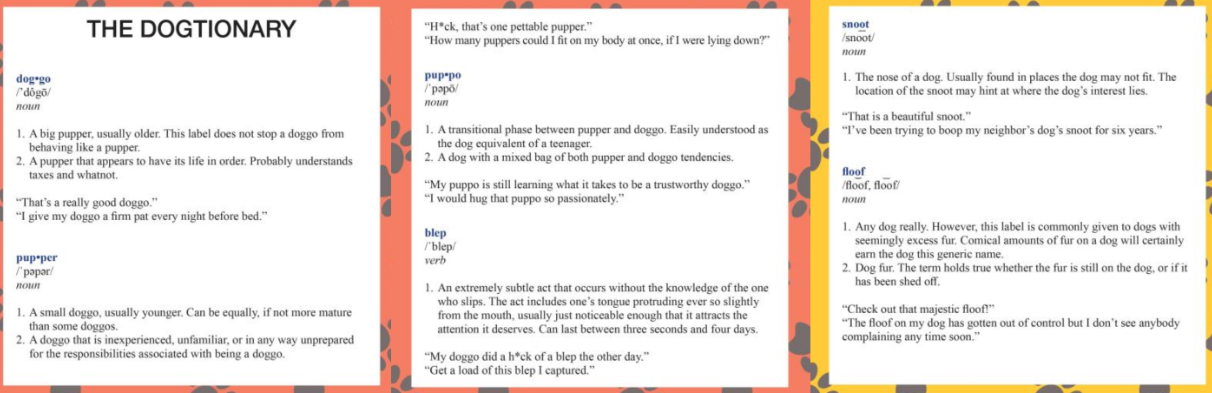 THE DOGTIONARY
dog•go
/ˈdôgō/
noun
1. A big pupper, usually older. This label does not stop a doggo from
behaving like a pupper.
2. A pupper that appears to have its life in order. Probably understands
taxes and whatnot.
“That’s a really good doggo.”
“I give my doggo a firm pat every night before bed.”
pup•per
/ˈpəpər/
noun
1. A small doggo, usually younger. Can be equally, if not more mature
than some doggos.
2. A doggo that is inexperienced, unfamiliar, or in any way unprepared
for the responsibilities associated with being a doggo.
“H*ck, that’s one pettable pupper.”
“How many puppers could I fit on my body at once, if I were lying down?”
pup•po
/ˈpəpō/
noun
1. A transitional phase between pupper and doggo. Easily understood as
the dog equivalent of a teenager.
2. A dog with a mixed bag of both pupper and doggo tendencies.
“My puppo is still learning what it takes to be a trustworthy doggo.”
“I would hug that puppo so passionately.”
blep
/ˈblep/
verb
1. An extremely subtle act that occurs without the knowledge of the one
who slips. The act includes one’s tongue protruding ever so slightly
from the mouth, usually just noticeable enough that it attracts the
attention it deserves. Can last between three seconds and four days.
“My doggo did a h*ck of a blep the other day.”
“Get a load of this blep I captured.”
snoot
/sno͞ot/
noun
1. The nose of a dog. Usually found in places the dog may not fit. The
location of the snoot may hint at where the dog’s interest lies.
“That is a beautiful snoot.”
“I’ve been trying to boop my neighbor’s dog’s snoot for six years.”
floof
/flo͝of, flo͞of/
noun
1. Any dog really. However, this label is commonly given to dogs with
seemingly excess fur. Comical amounts of fur on a dog will certainly
earn the dog this generic name.
2. Dog fur. The term holds true whether the fur is still on the dog, or if it
has been shed off.
“Check out that majestic floof!”
“The floof on my dog has gotten out of control but I don’t see anybody
complaining any time soon.”